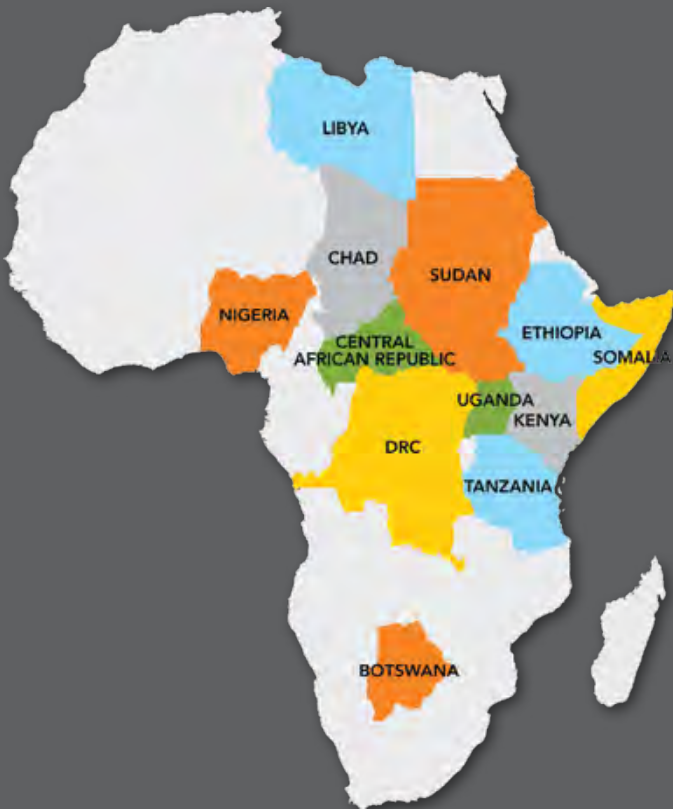 LIBYA
CHAD
SUDAN
NIGERIA
ETHIOPIA
CENTRAL
AFRICAN REPUBLIC
SOMALIA
UGANDA
KENYA
DRC
TANZANIA
BOTSWANA